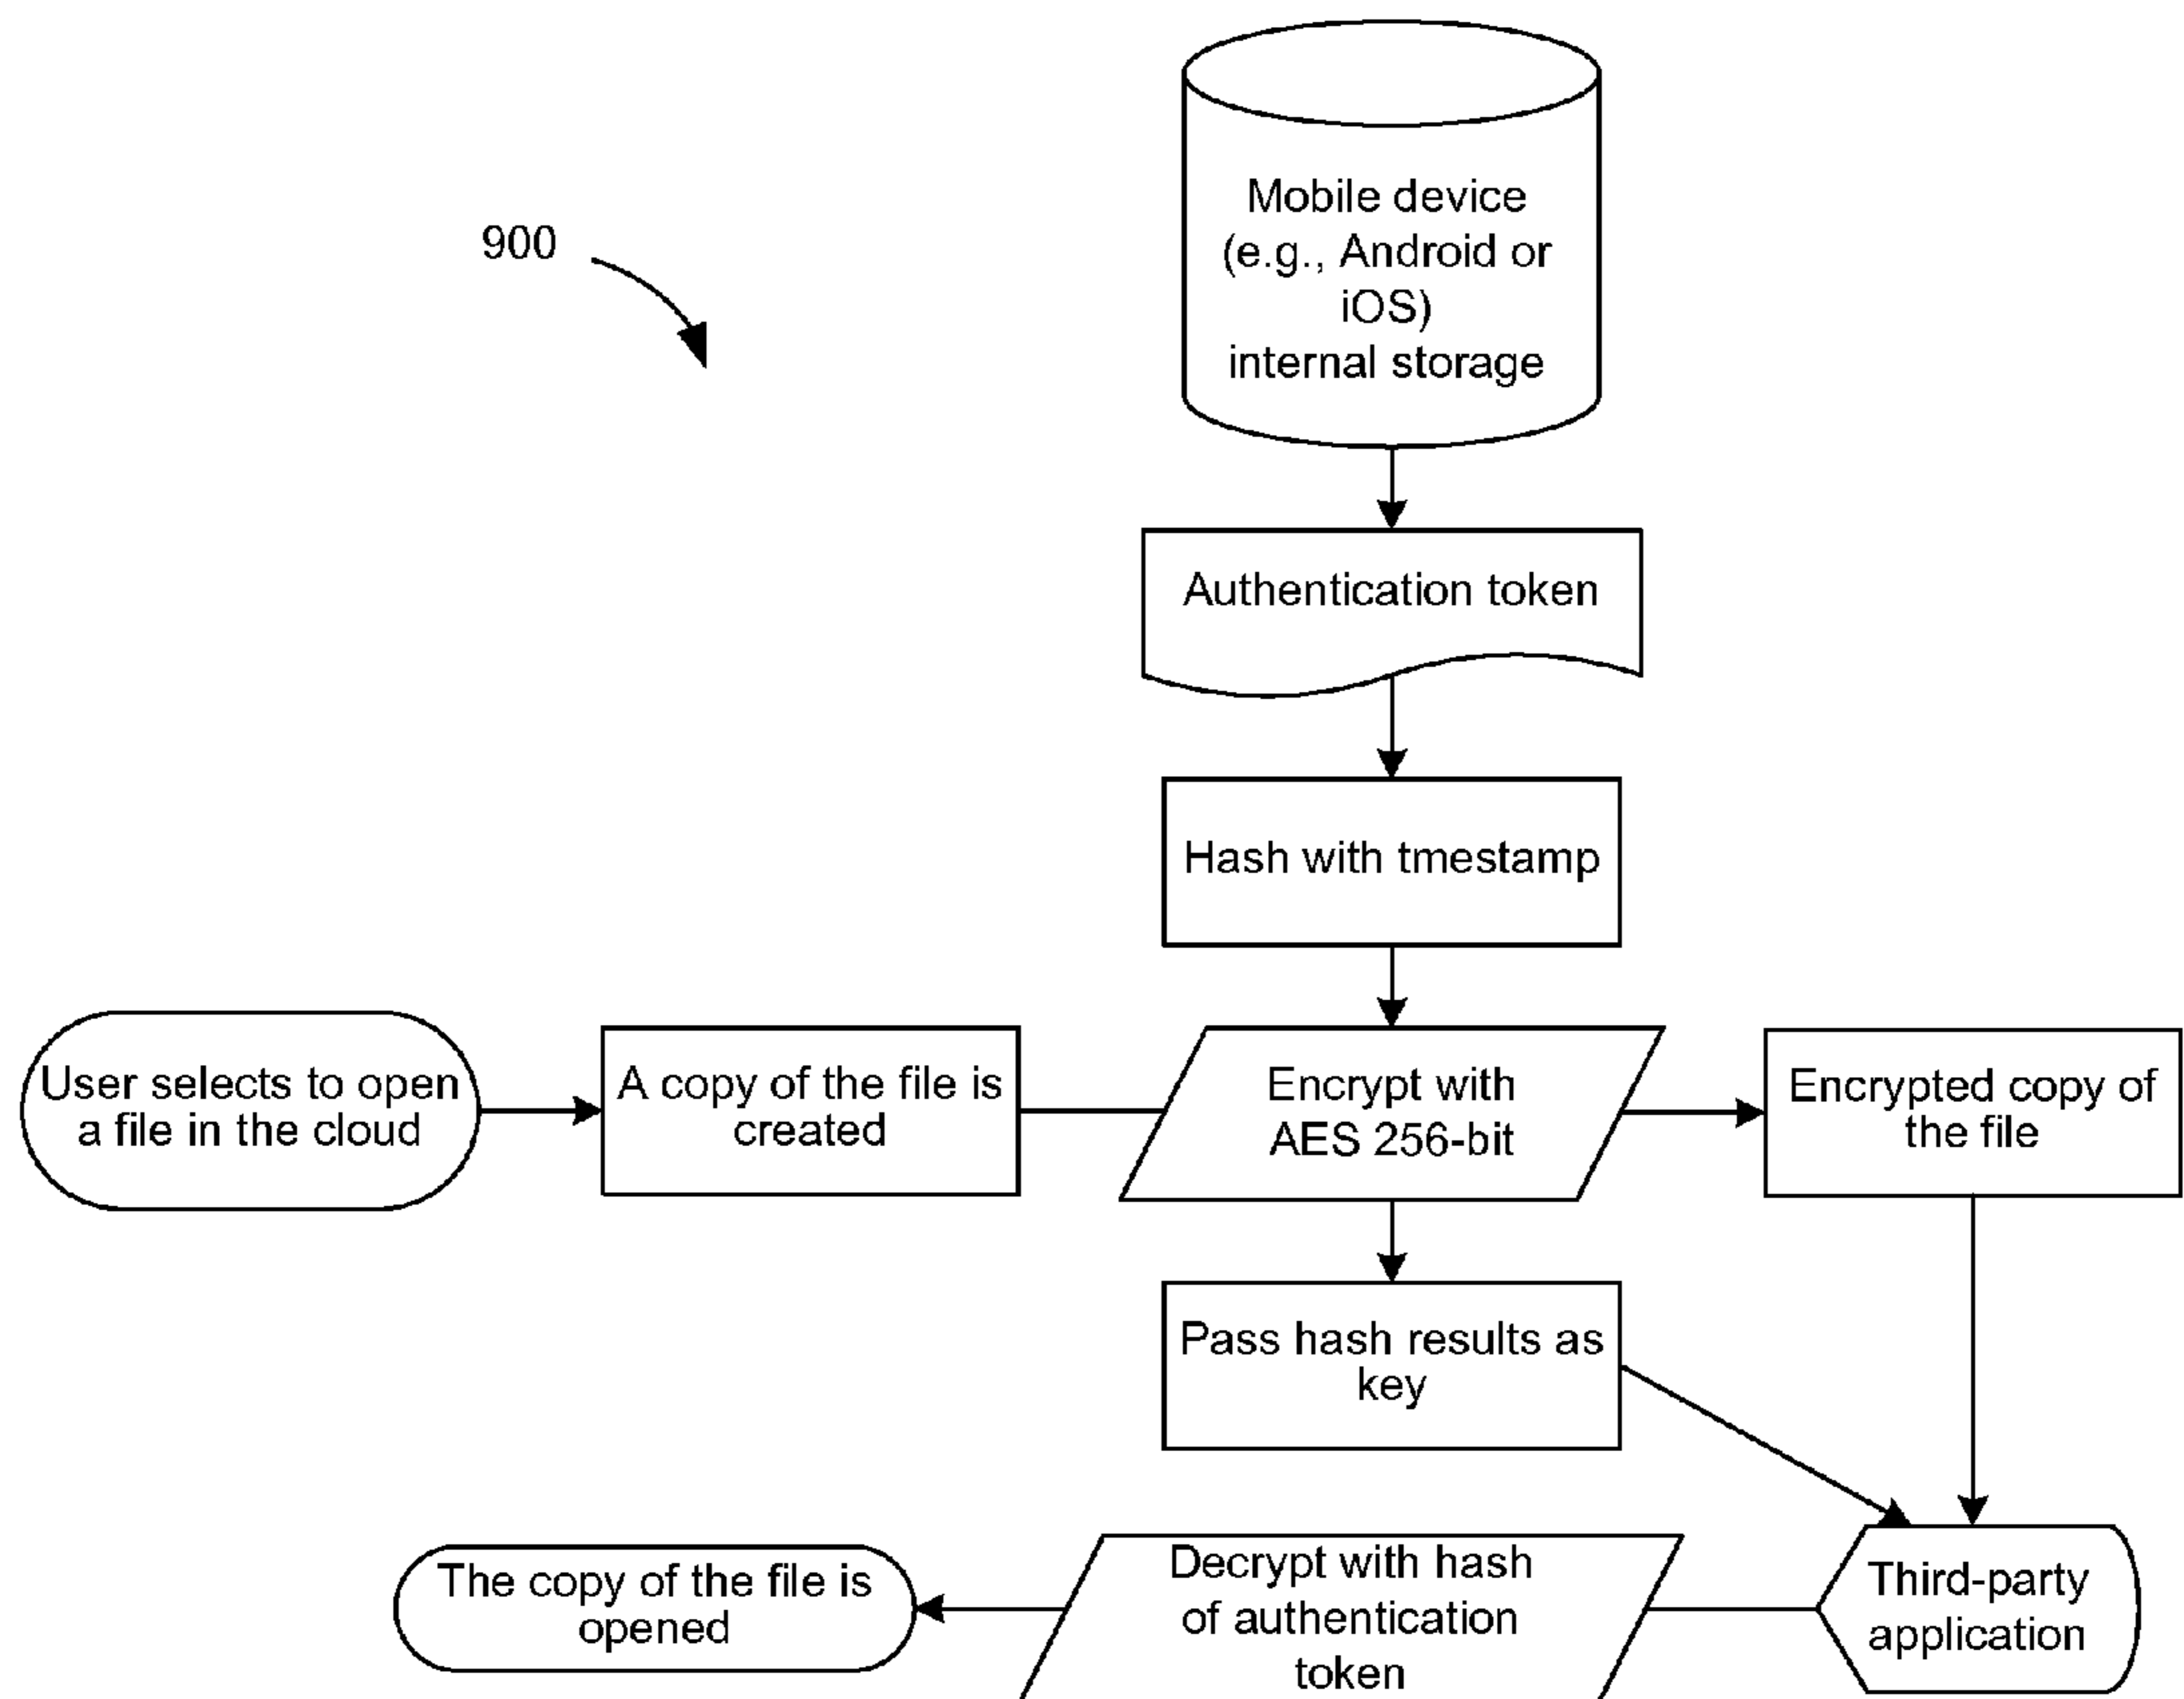 900
Mobile device
(e.g., Android or
iOS)
internal storage
Authentication token
Hash with tmestamp
User selects to open
a file in the cloud
A copy of the file is
created
Encrypt with
AES 256-bit
Encrypted copy of
the file
Pass hash results as
key
The copy of the file is
opened
Decrypt with hash
of authentication
token
Third-party
application